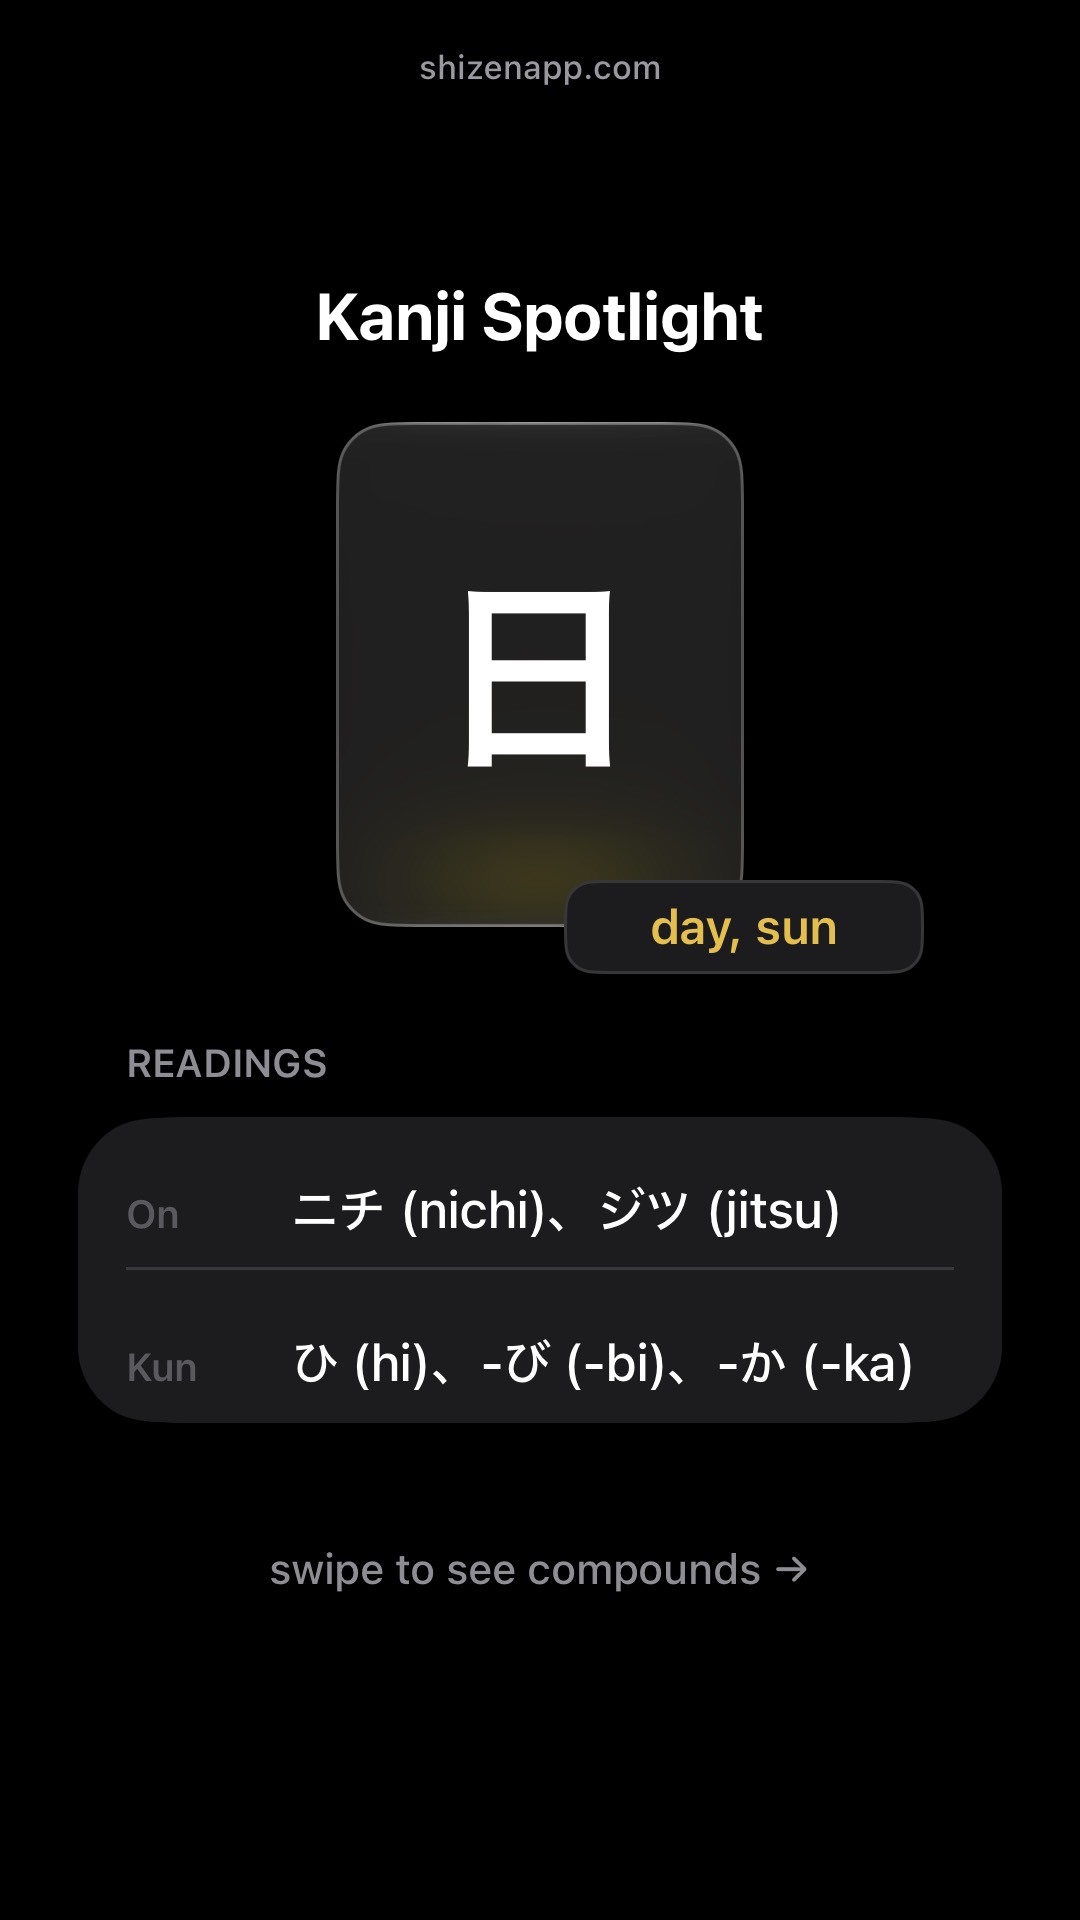 shizenapp.com
Kanji Spotlight
日
day, sun
READINGS
On ニチ (nichi)、ジツ (jitsu)
Kun ひ (hi)、-び (-bi)、-か (-ka)
swipe to see compounds →